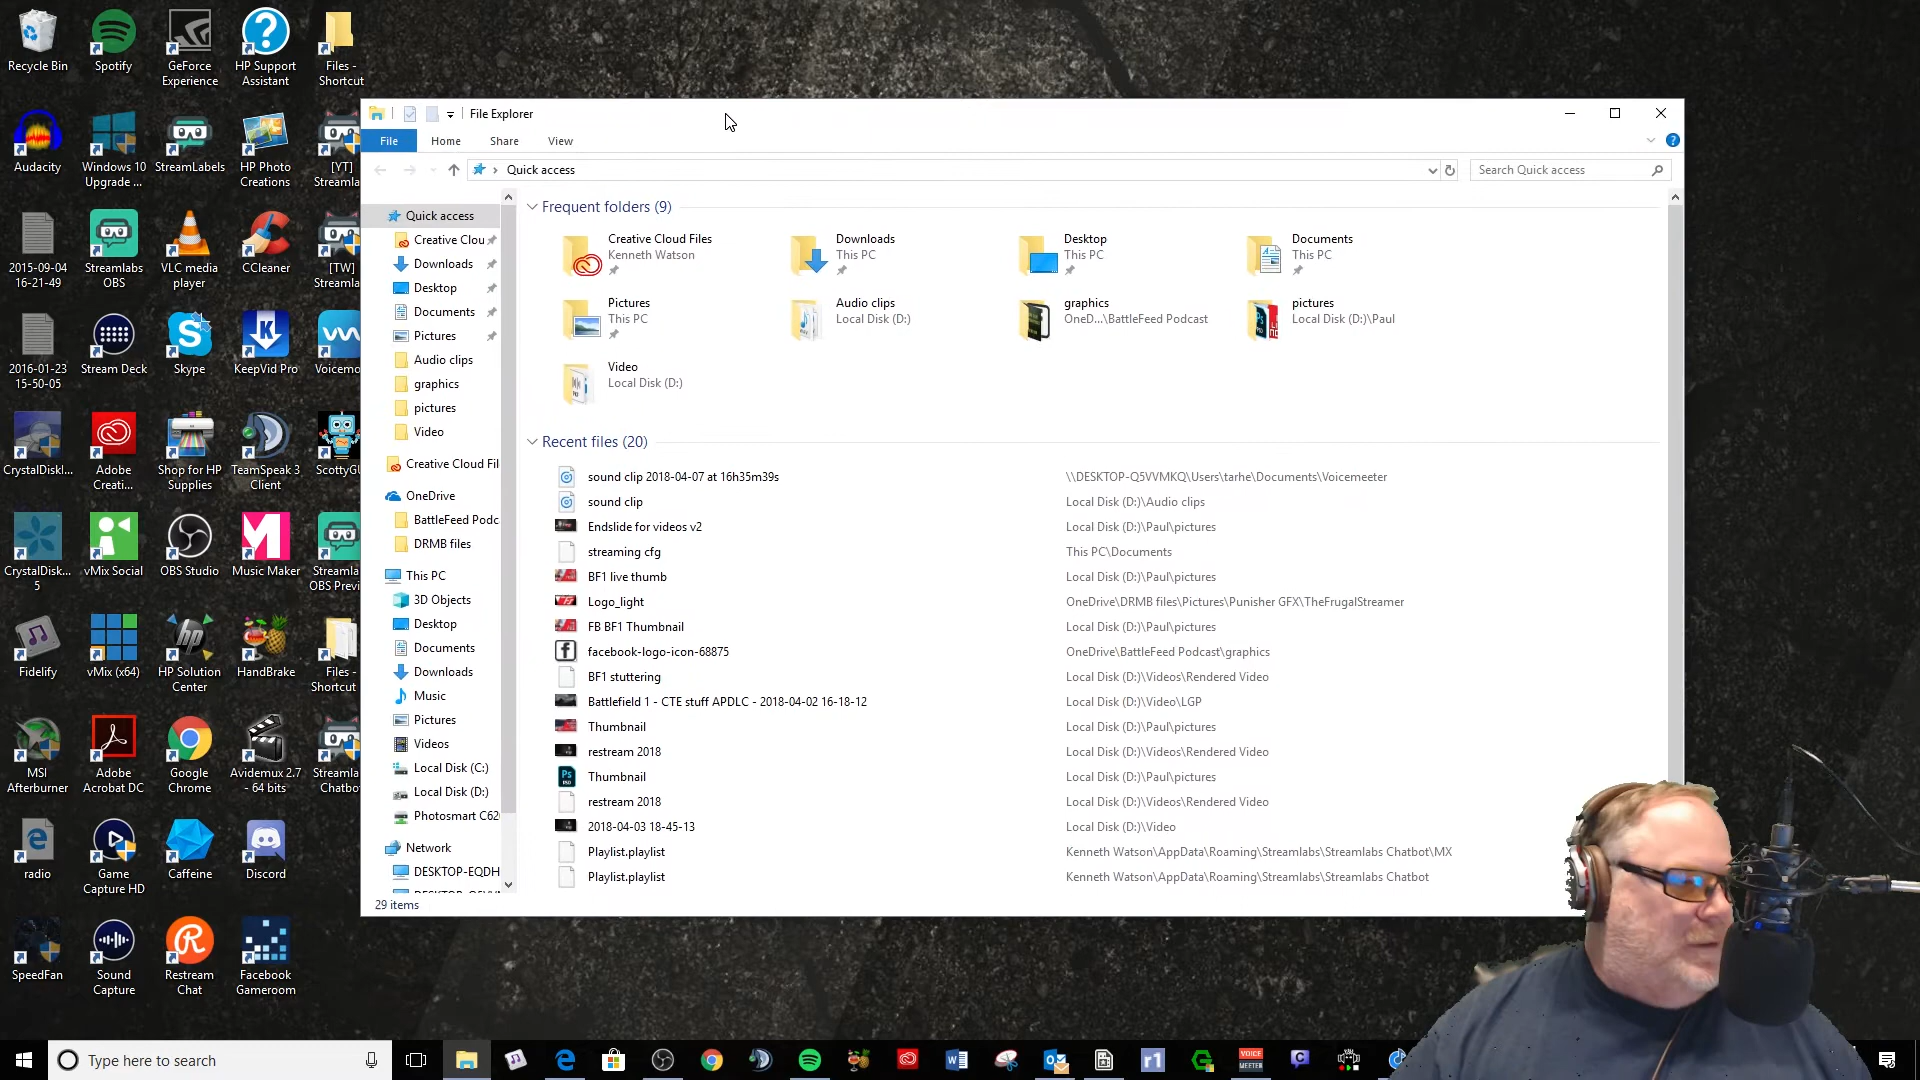 Recycle Bin
Spotify
GeForce
Experience
HP Support
Assistant
Files -
Shortcut
Audacity
Windows 10
Upgrade ...
StreamLabels
HP Photo
Creations
[YT]
Streamla
2015-09-04
16-21-49
Streamlabs
OBS
VLC media
player
CCleaner
[TW]
Streamla
2016-01-23
15-50-05
Stream Deck
Skype
KeepVid Pro
Voicemo
CrystalDiskI...
Adobe
Creati...
Shop for HP
Supplies
TeamSpeak 3
Client
ScottyGU
CrystalDisk...
5
vMix Social
OBS Studio
Music Maker
Streamla
OBS Previ
Fidelify
vMix (x64)
HP Solution
Center
HandBrake
Files -
Shortcut
MSI
Afterburner
Adobe
Acrobat DC
Google
Chrome
Avidemux 2.7
- 64 bits
Streamla
Chatbo
radio
Game
Capture HD
Caffeine
Discord
SpeedFan
Sound
Capture
Restream
Chat
Facebook
Gameroom
File Explorer
File
Home
Share
View
Quick access
Search Quick access
Quick access
Creative Clou
Downloads
Desktop
Documents
Pictures
Audio clips
graphics
pictures
Video
Creative Cloud Fil
OneDrive
BattleFeed Podc
DRMB files
This PC
3D Objects
Desktop
Documents
Downloads
Music
Pictures
Videos
Local Disk (C:)
Local Disk (D:)
Photosmart C62
Network
DESKTOP-EQDH
29 items
Frequent folders (9)
Creative Cloud Files
Kenneth Watson
Downloads
This PC
Desktop
This PC
Documents
This PC
Pictures
This PC
Audio clips
Local Disk (D:)
graphics
OneD...\BattleFeed Podcast
pictures
Local Disk (D:)\Paul
Video
Local Disk (D:)
Recent files (20)
sound clip 2018-04-07 at 16h35m39s \\DESKTOP-Q5VVMKQ\Users\tarhe\Documents\Voicemeeter
sound clip Local Disk (D:)\Audio clips
Endslide for videos v2 Local Disk (D:)\Paul\pictures
streaming cfg This PC\Documents
BF1 live thumb Local Disk (D:)\Paul\pictures
Logo_light OneDrive\DRMB files\Pictures\Punisher GFX\TheFrugalStreamer
FB BF1 Thumbnail Local Disk (D:)\Paul\pictures
facebook-logo-icon-68875 OneDrive\BattleFeed Podcast\graphics
BF1 stuttering Local Disk (D:)\Videos\Rendered Video
Battlefield 1 - CTE stuff APDLC - 2018-04-02 16-18-12 Local Disk (D:)\Video\LGP
Thumbnail Local Disk (D:)\Paul\pictures
restream 2018 Local Disk (D:)\Videos\Rendered Video
Thumbnail Local Disk (D:)\Paul\pictures
restream 2018 Local Disk (D:)\Videos\Rendered Video
2018-04-03 18-45-13 Local Disk (D:)\Video
Playlist.playlist Kenneth Watson\AppData\Roaming\Streamlabs\Streamlabs Chatbot\MX
Playlist.playlist Kenneth Watson\AppData\Roaming\Streamlabs\Streamlabs Chatbot
Type here to search